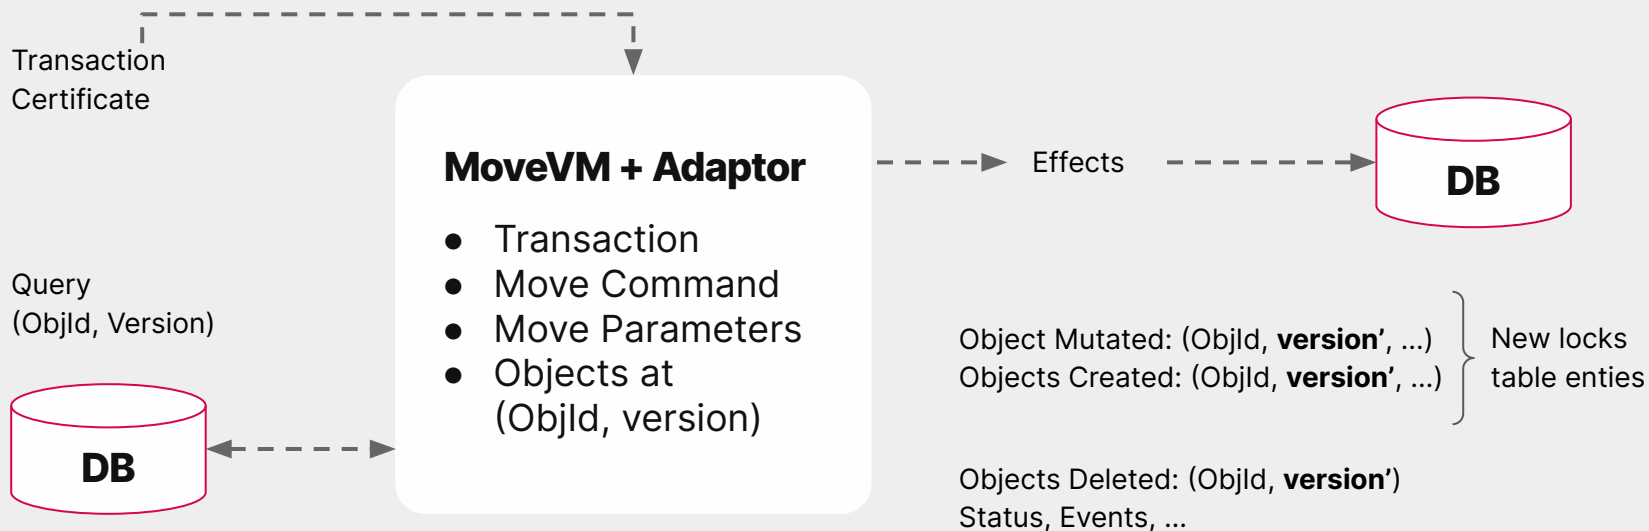 Transaction
Certificate
MoveVM + Adaptor
● Transaction
● Move Command
● Move Parameters
● Objects at
(ObjId, version)
Query
(ObjId, Version)
DB
Effects
DB
Object Mutated: (ObjId, version’, ...)
Objects Created: (ObjId, version’, ...)
New locks
table enties
Objects Deleted: (ObjId, version’)
Status, Events, ...